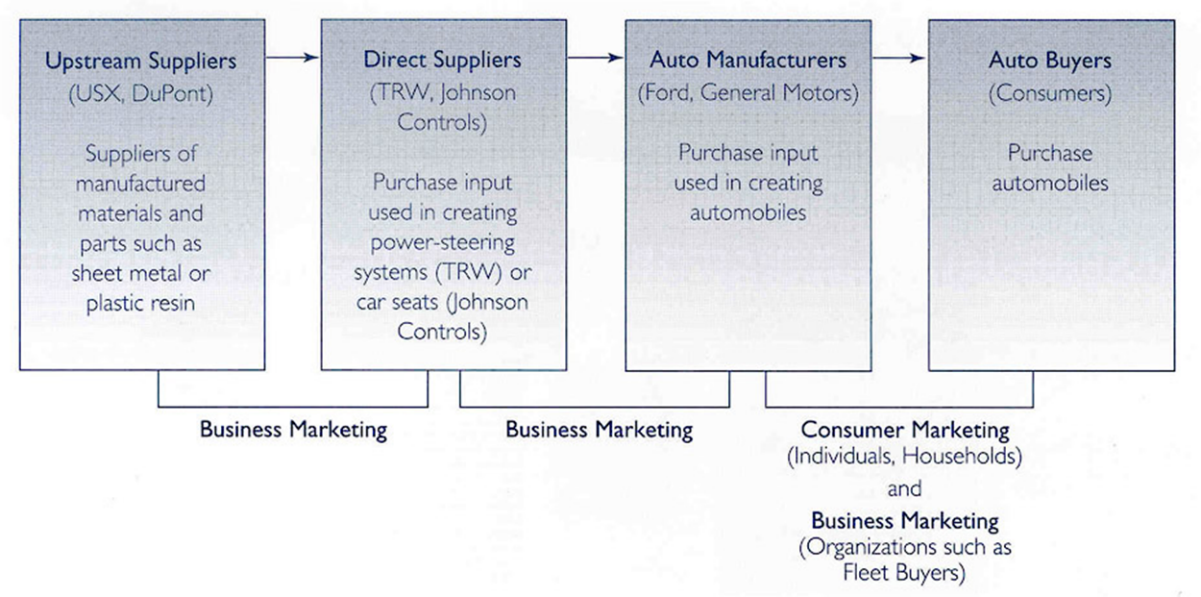 Upstream Suppliers
(USX, DuPont)
Suppliers of
manufactured
materials and
parts such as
sheet metal or
plastic resin
Direct Suppliers
(TRW, Johnson
Controls)
Purchase input
used in creating
power-steering
systems (TRW) or
car seats (Johnson
Controls)
Auto Manufacturers
(Ford, General Motors)
Purchase input
used in creating
automobiles
Auto Buyers
(Consumers)
Purchase
automobiles
Business Marketing
Business Marketing
Consumer Marketing
(Individuals, Households)
and
Business Marketing
(Organizations such as
Fleet Buyers)